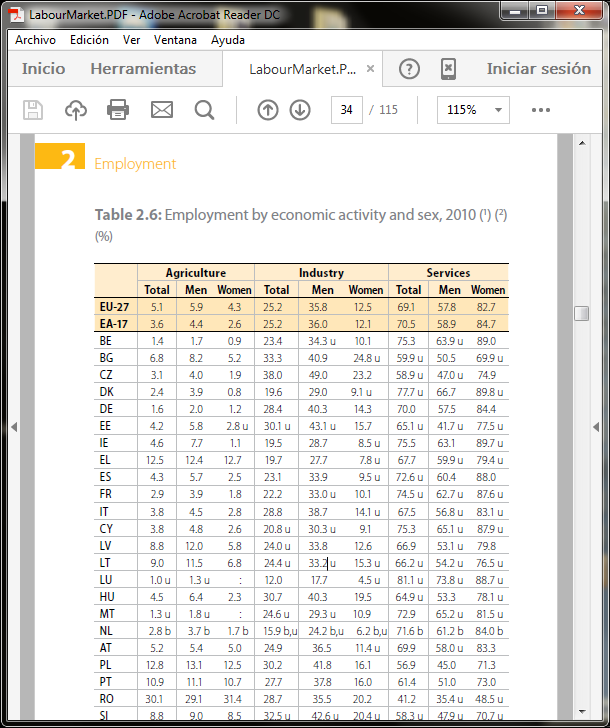 LabourMarket.PDF - Adobe Acrobat Reader DC
Archivo Edición Ver Ventana Ayuda
Inicio Herramientas LabourMarket.P... × ? Iniciar sesión
34 / 115 115%
2 Employment
Table 2.6: Employment by economic activity and sex, 2010 (¹) (²)
(%)
Agriculture Industry Services
Total Men Women Total Men Women Total Men Women
EU-27 5.1 5.9 4.3 25.2 35.8 12.5 69.1 57.8 82.7
EA-17 3.6 4.4 2.6 25.2 36.0 12.1 70.5 58.9 84.7
BE 1.4 1.7 0.9 23.4 34.3 u 10.1 75.3 63.9 u 89.0
BG 6.8 8.2 5.2 33.3 40.9 24.8 u 59.9 u 50.5 69.9 u
CZ 3.1 4.0 1.9 38.0 49.0 23.2 58.9 u 47.0 u 74.9
DK 2.4 3.9 0.8 19.6 29.0 9.1 u 77.7 u 66.7 89.8 u
DE 1.6 2.0 1.2 28.4 40.3 14.3 70.0 57.5 84.4
EE 4.2 5.8 2.8 u 30.1 u 43.1 u 15.7 65.1 u 41.7 u 77.5 u
IE 4.6 7.7 1.1 19.5 28.7 8.5 u 75.5 63.1 89.7 u
EL 12.5 12.4 12.7 19.7 27.7 7.8 u 67.7 59.9 u 79.4 u
ES 4.3 5.7 2.5 23.1 33.9 9.5 u 72.6 u 60.4 88.0
FR 2.9 3.9 1.8 22.2 33.0 u 10.1 74.5 u 62.7 u 87.6 u
IT 3.8 4.5 2.8 28.8 38.7 14.1 u 67.5 56.8 u 83.1 u
CY 3.8 4.8 2.6 20.8 u 30.3 u 9.1 75.3 65.1 u 87.9 u
LV 8.8 12.0 5.8 24.0 u 33.8 12.6 66.9 53.1 u 79.8
LT 9.0 11.5 6.8 24.4 u 33.2 u 15.3 u 66.2 u 54.2 u 76.5 u
LU 1.0 u 1.3 u : 12.0 17.7 4.5 u 81.1 u 73.8 u 88.7 u
HU 4.5 6.4 2.3 30.7 40.3 19.5 64.9 u 53.3 78.1 u
MT 1.3 u 1.8 u : 24.6 u 29.3 u 10.9 72.9 65.2 u 81.5 u
NL 2.8 b 3.7 b 1.7 b 15.9 b,u 24.2 b,u 6.2 b,u 71.6 b 61.2 b 84.0 b
AT 5.2 5.4 5.0 24.9 36.5 11.4 u 69.9 58.0 u 83.3
PL 12.8 13.1 12.5 30.2 41.8 16.1 56.9 45.0 71.3
PT 10.9 11.1 10.7 27.7 37.8 16.0 61.4 51.0 73.0
RO 30.1 29.1 31.4 28.7 35.5 20.2 41.2 35.4 u 48.5 u
SI 8.8 9.0 8.5 32.5 u 42.6 u 20.4 u 58.3 u 47.9 u 70.7 u